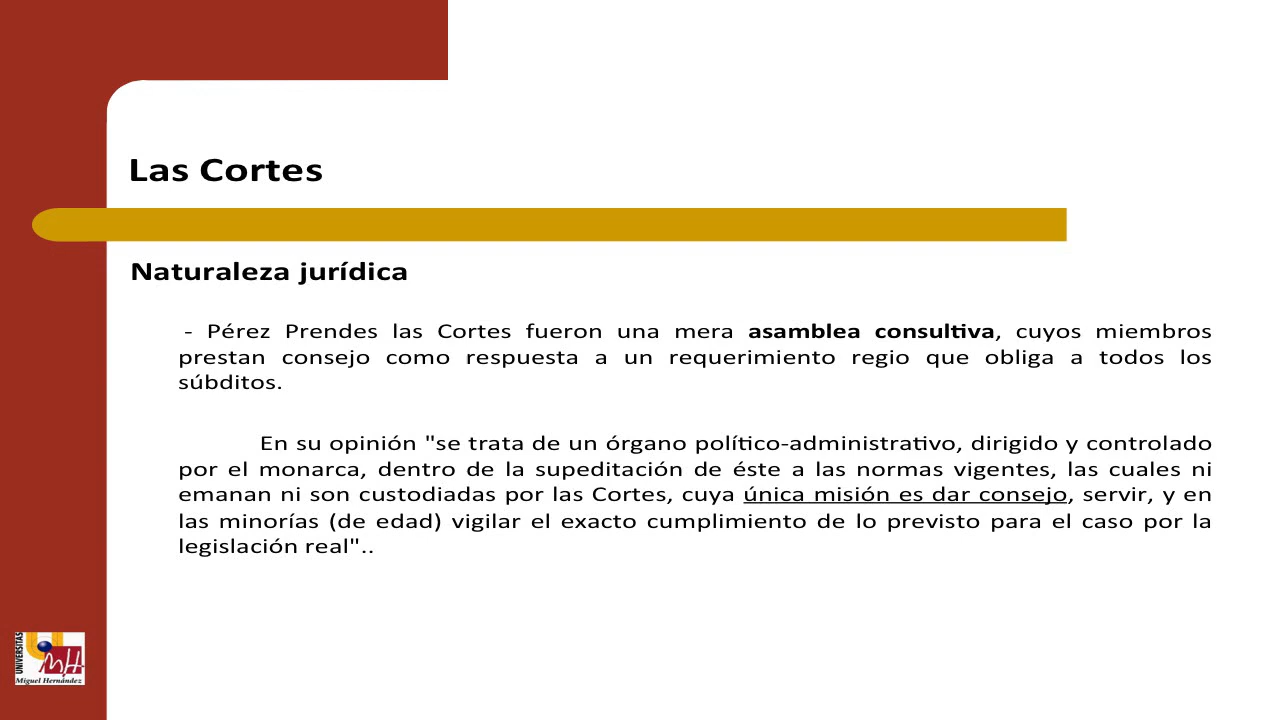 Las Cortes
Naturaleza jurídica
- Pérez Prendes las Cortes fueron una mera asamblea consultiva, cuyos miembros
prestan consejo como respuesta a un requerimiento regio que obliga a todos los
súbditos.
En su opinión "se trata de un órgano político-administrativo, dirigido y controlado
por el monarca, dentro de la supeditación de éste a las normas vigentes, las cuales ni
emanan ni son custodiadas por las Cortes, cuya única misión es dar consejo, servir, y en
las minorías (de edad) vigilar el exacto cumplimiento de lo previsto para el caso por la
legislación real"..
UNIVERSITAS
MH
Miguel Hernández